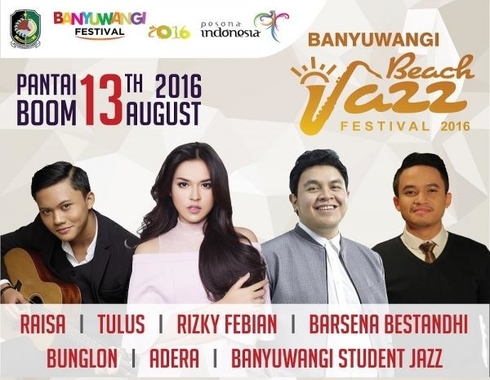 BANYUWANGI
FESTIVAL
2016
pesona
indonesia
PANTAI BOOM
13TH AUGUST 2016
BANYUWANGI
Beach
Jazz
FESTIVAL 2016
RAISA | TULUS | RIZKY FEBIAN | BARSENA BESTANDHI
BUNGLON | ADERA | BANYUWANGI STUDENT JAZZ